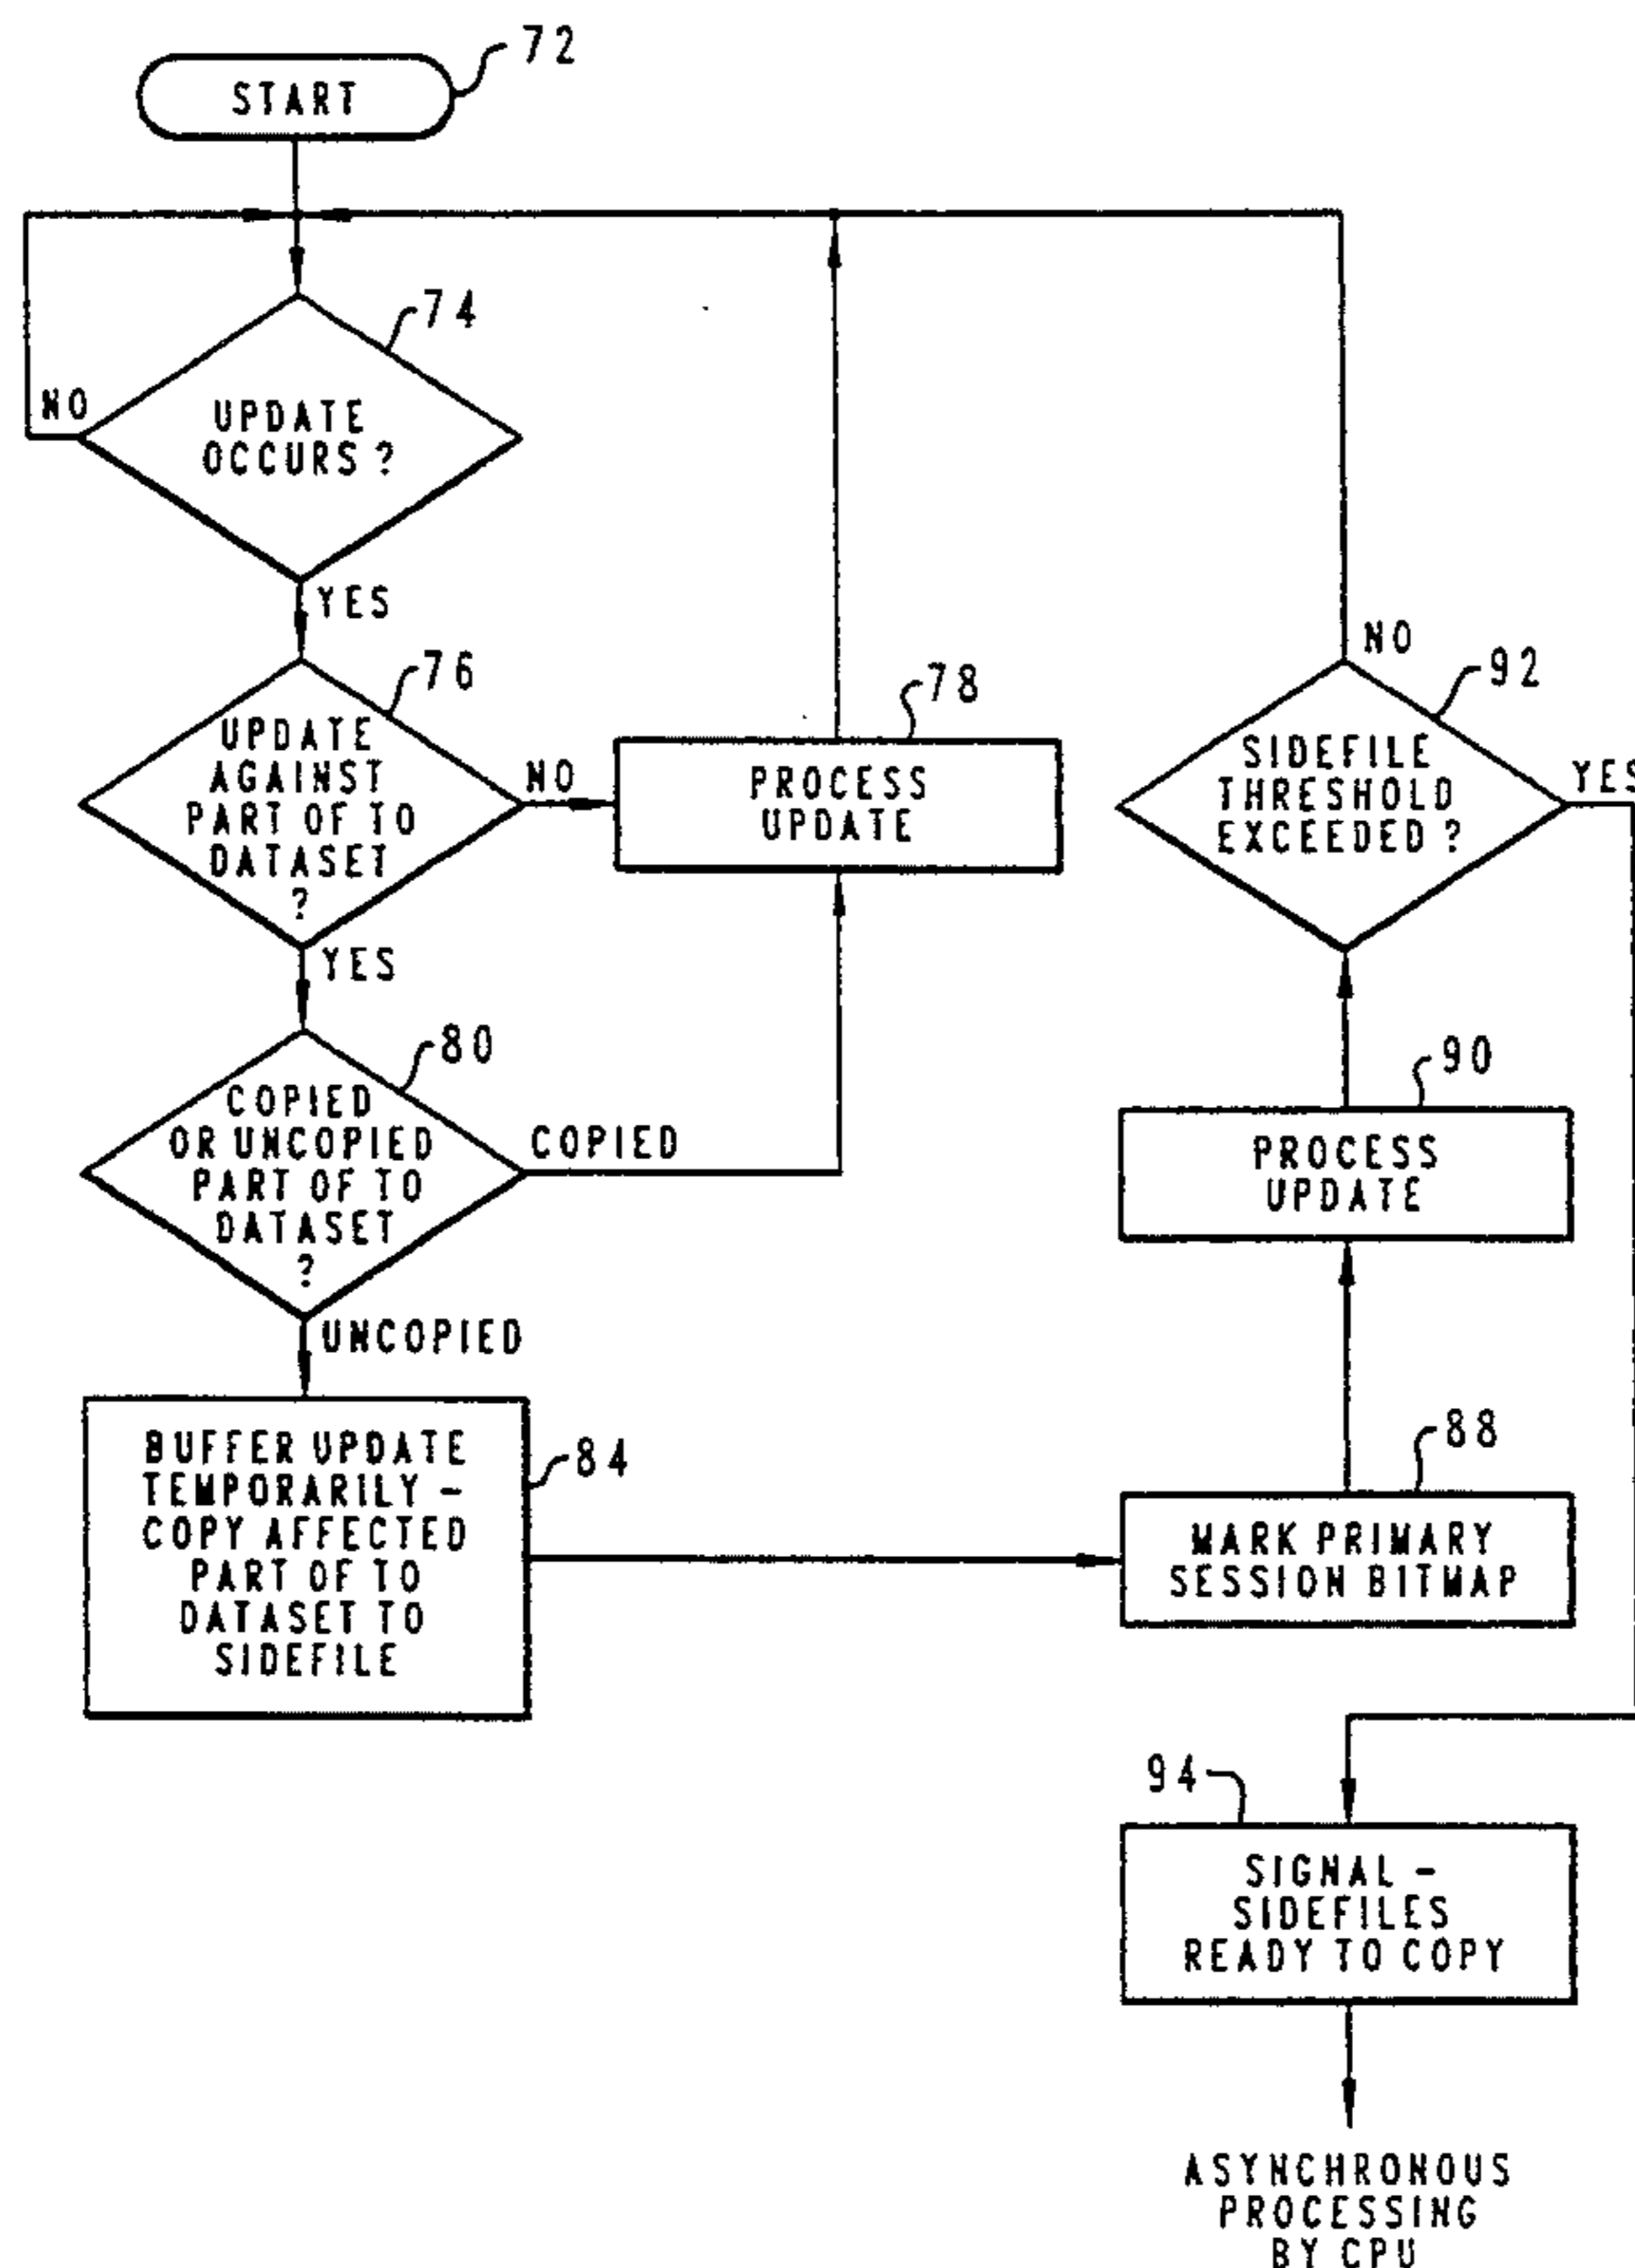 72
START
74
NO
UPDATE
OCCURS ?
YES
76
UPDATE
AGAINST
PART OF TO
DATASET
?
NO
78
PROCESS
UPDATE
YES
80
COPIED
OR UNCOPIED
PART OF TO
DATASET
?
COPIED
UNCOPIED
BUFFER UPDATE
TEMPORARILY -
COPY AFFECTED
PART OF TO
DATASET TO
SIDEFILE
84
NO
92
SIDEFILE
THRESHOLD
EXCEEDED ?
YES
90
PROCESS
UPDATE
88
MARK PRIMARY
SESSION BITMAP
94
SIGNAL -
SIDEFILES
READY TO COPY
ASYNCHRONOUS
PROCESSING
BY CPU